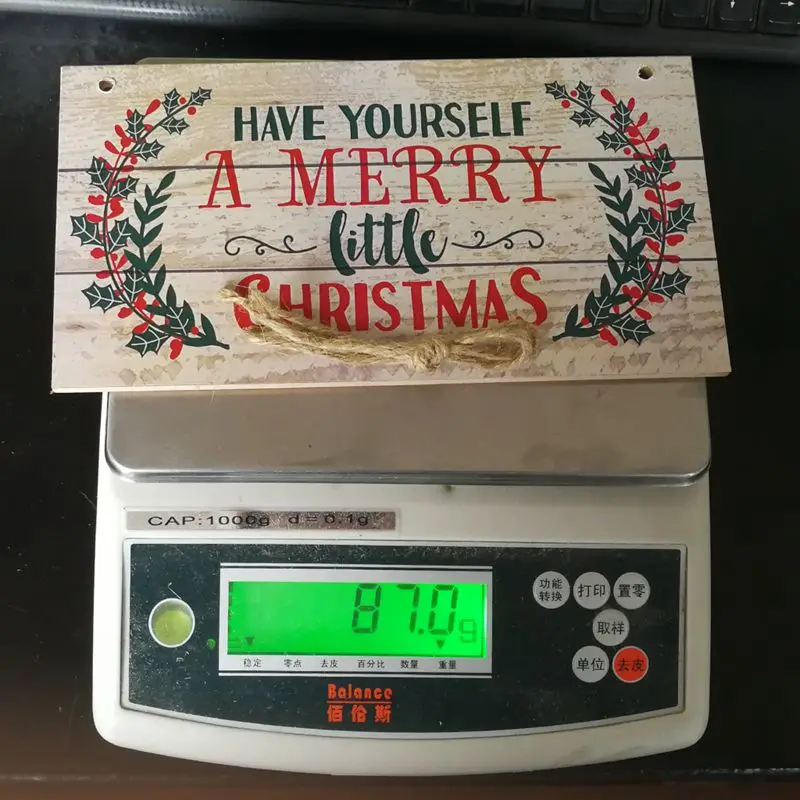 HAVE YOURSELF
A MERRY
little
CHRISTMAS
CAP:1000g d=0.1g
87.0g
稳定 零点 去皮 百分比 数量 重量
Balance
佰伦斯
功能转换
打印
置零
取样
单位
去皮